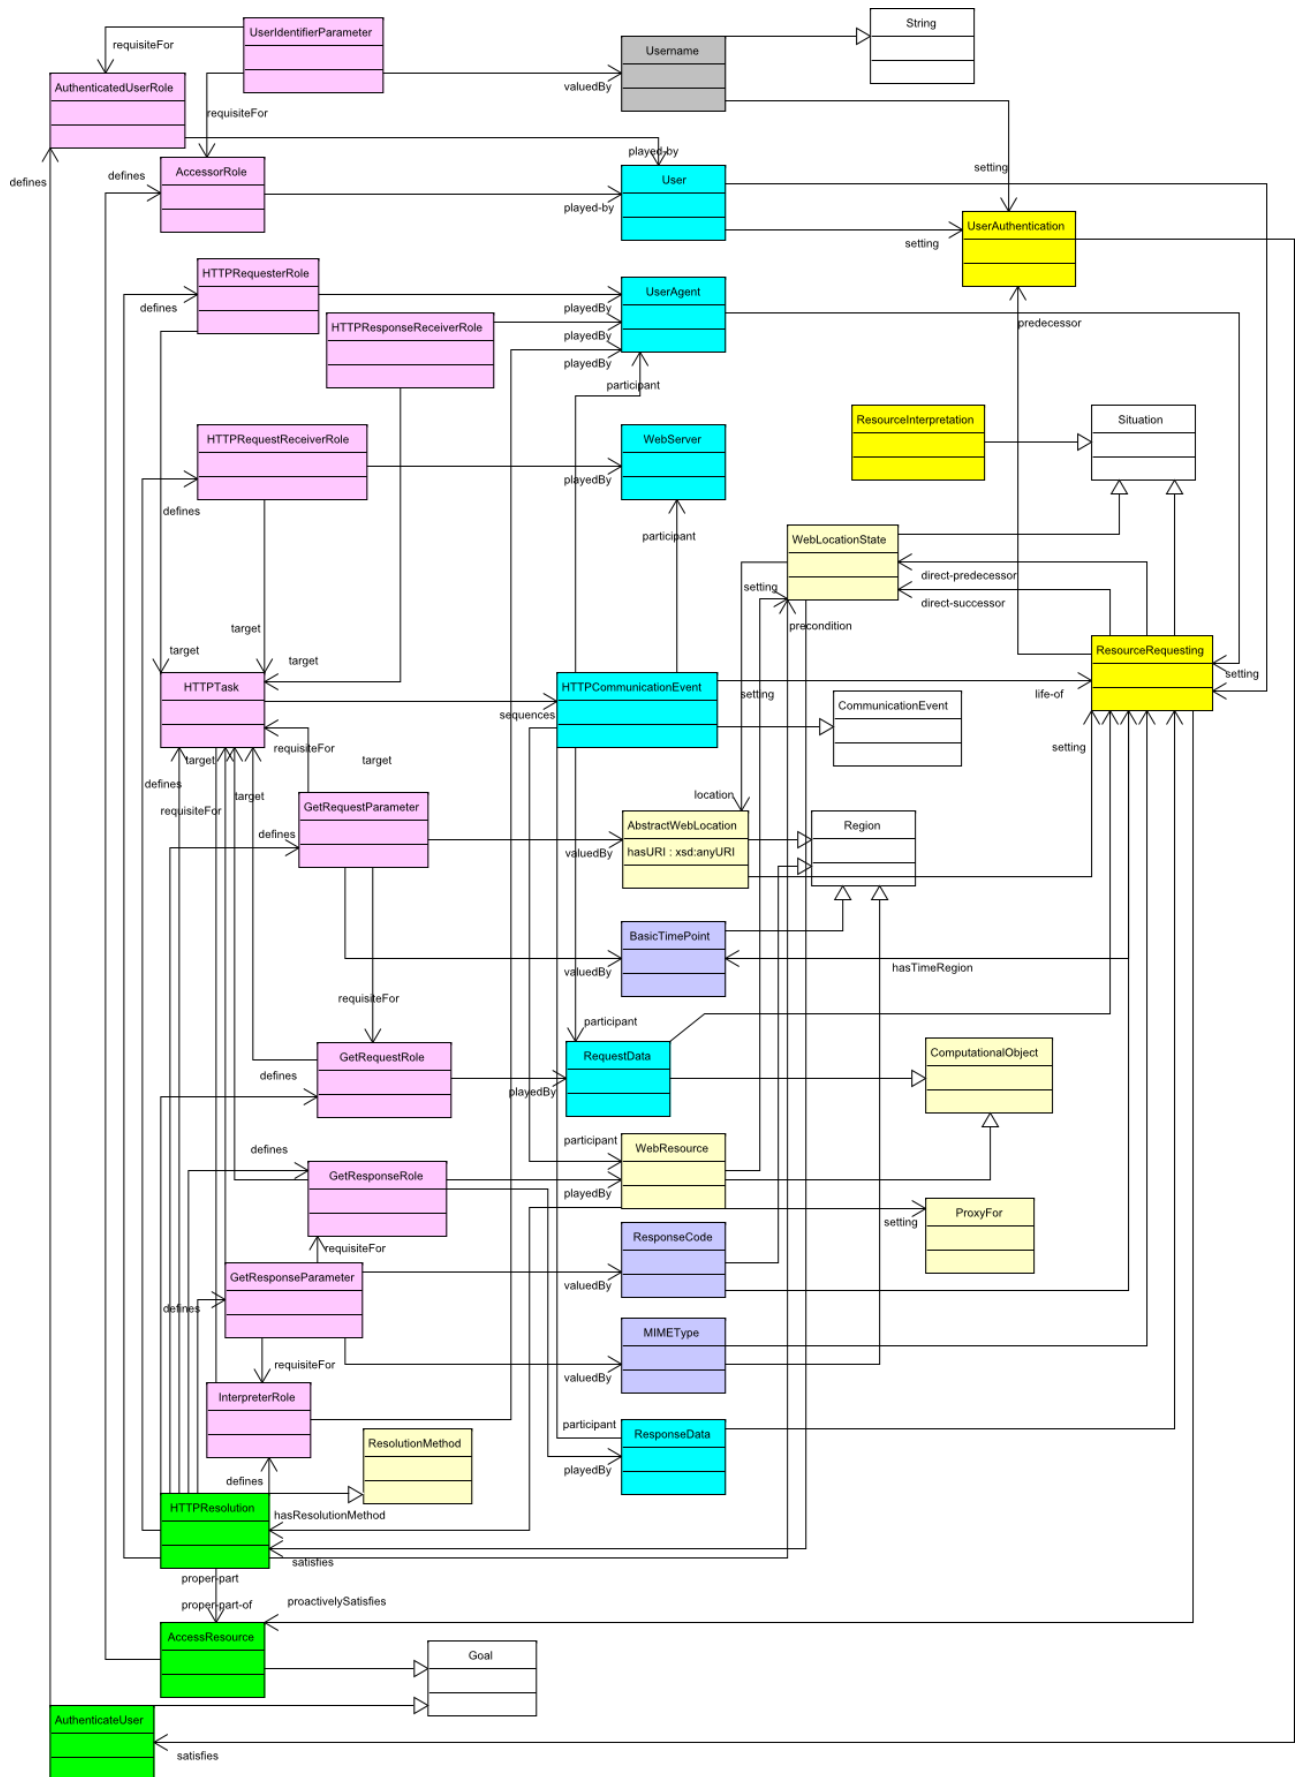 String
UserIdentifierParameter
requisiteFor
Username
valuedBy
AuthenticatedUserRole
requisiteFor
played-by
setting
AccessorRole
defines
defines
User
played-by
UserAuthentication
setting
HTTPRequesterRole
defines
UserAgent
playedBy
HTTPResponseReceiverRole
playedBy
predecessor
playedBy
participant
ResourceInterpretation
Situation
HTTPRequestReceiverRole
WebServer
playedBy
defines
participant
WebLocationState
direct-predecessor
setting
direct-successor
precondition
target
target
target
ResourceRequesting
setting
HTTPTask
HTTPCommunicationEvent
setting
life-of
sequences
CommunicationEvent
requisiteFor
setting
target
target
defines
location
target
requisiteFor
GetRequestParameter
defines
AbstractWebLocation
hasURI : xsd:anyURI
valuedBy
Region
BasicTimePoint
valuedBy
hasTimeRegion
requisiteFor
participant
GetRequestRole
defines
RequestData
playedBy
ComputationalObject
participant
WebResource
defines
GetResponseRole
playedBy
ProxyFor
setting
requisiteFor
ResponseCode
GetResponseParameter
valuedBy
defines
MIMEType
requisiteFor
valuedBy
InterpreterRole
participant
ResponseData
ResolutionMethod
playedBy
defines
HTTPResolution
hasResolutionMethod
satisfies
proper-part
proper-part-of
proactivelySatisfies
AccessResource
Goal
AuthenticateUser
satisfies